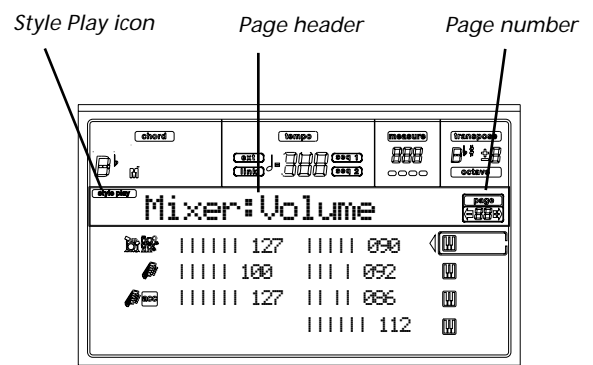 Style Play icon Page header Page number
chord tempo measure transpose
ext seq 1
link seq 2
octave
style play Mixer:Volume page
127 090
100 092
acc 127 086
112